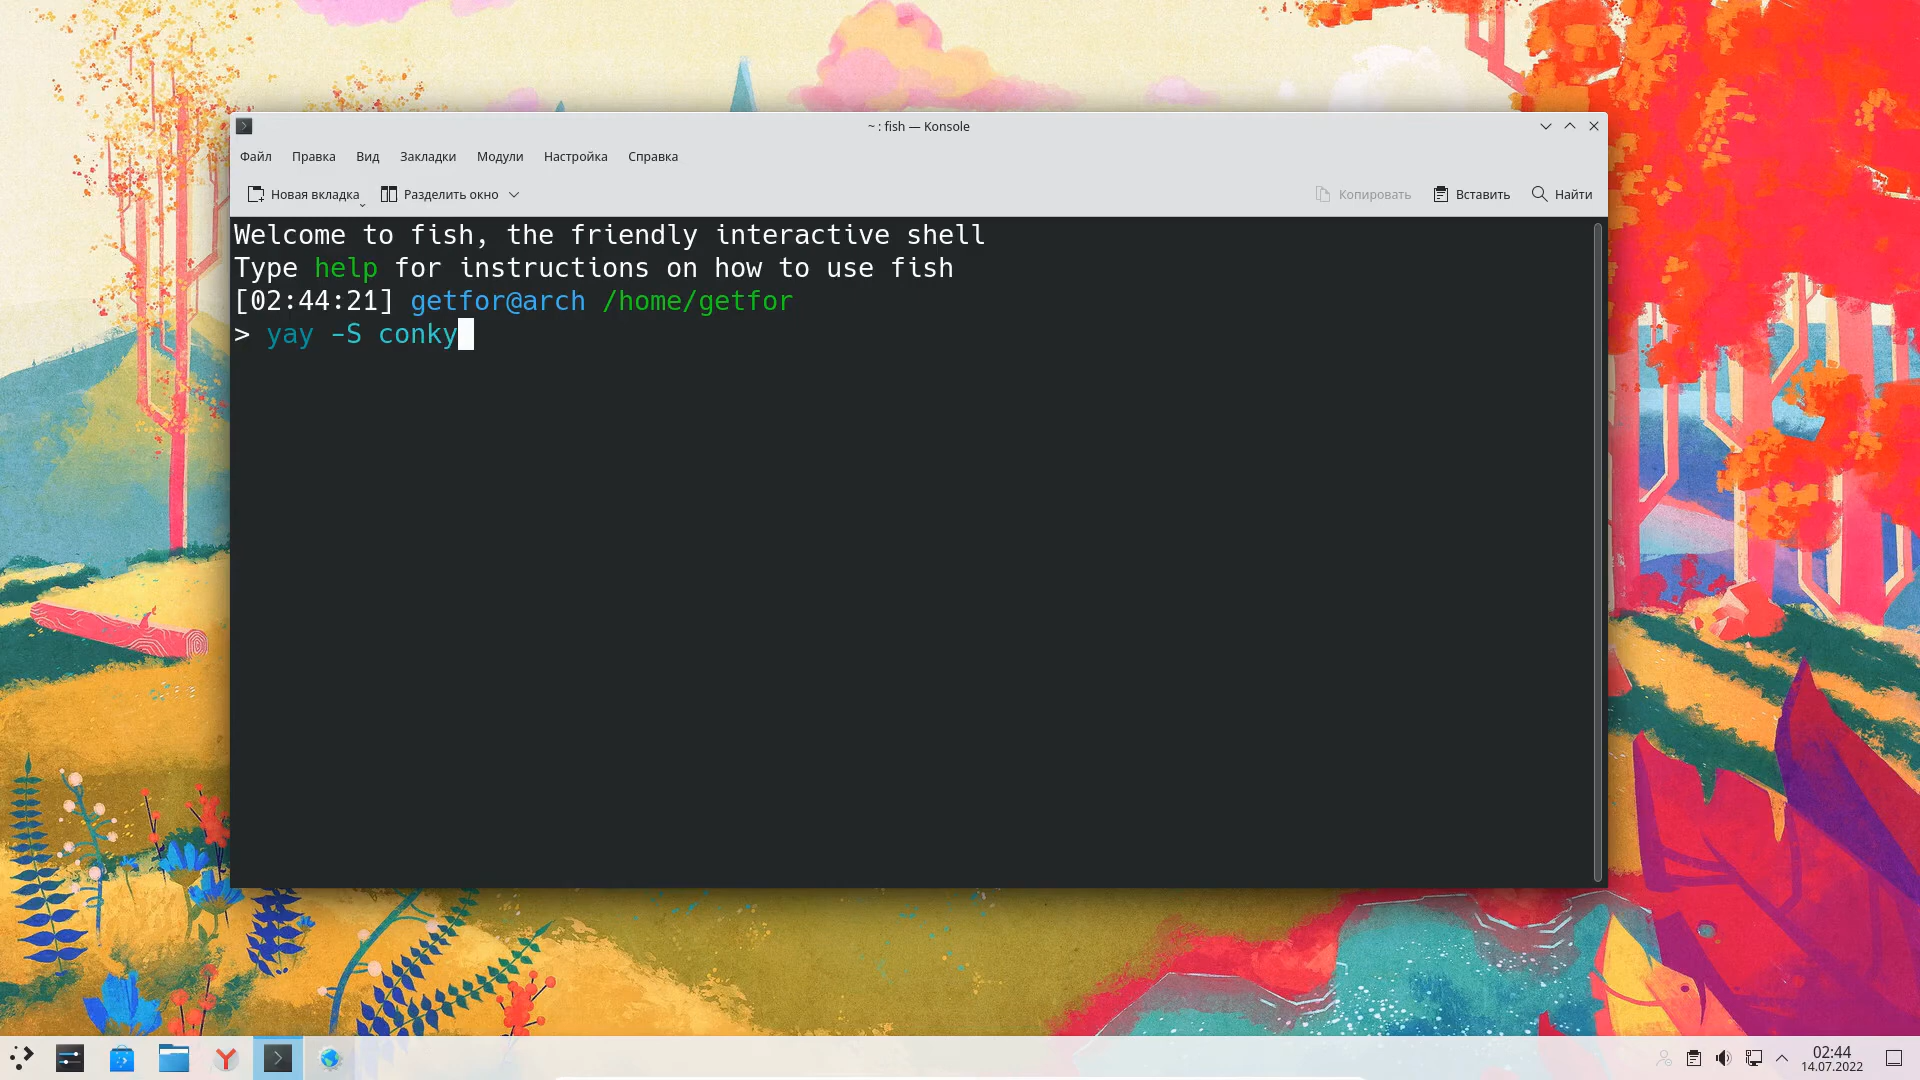 ~ : fish — Konsole
Файл Правка Вид Закладки Модули Настройка Справка
Новая вкладка Разделить окно Копировать Вставить Найти
Welcome to fish, the friendly interactive shell
Type help for instructions on how to use fish
[02:44:21] getfor@arch /home/getfor
> yay -S conky
02:44
14.07.2022